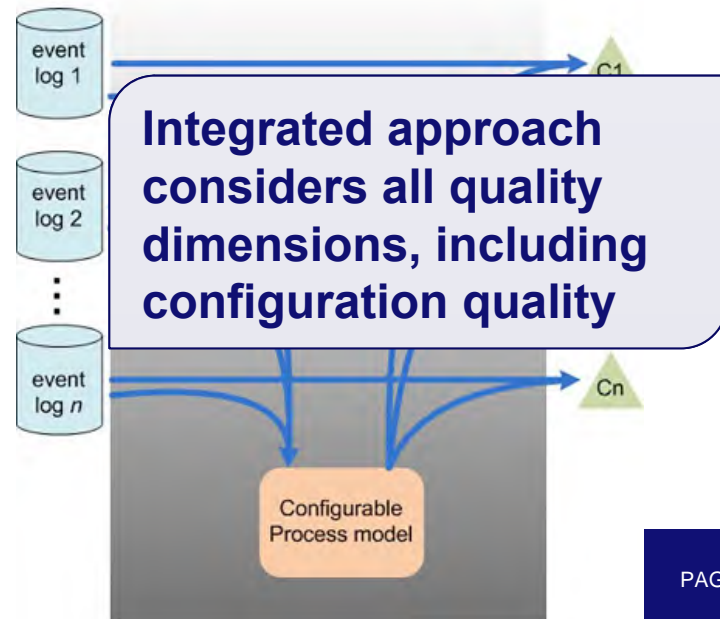 event
log 1
C1
Integrated approach
considers all quality
dimensions, including
configuration quality
event
log 2
event
log n
Cn
Configurable
Process model
PAG